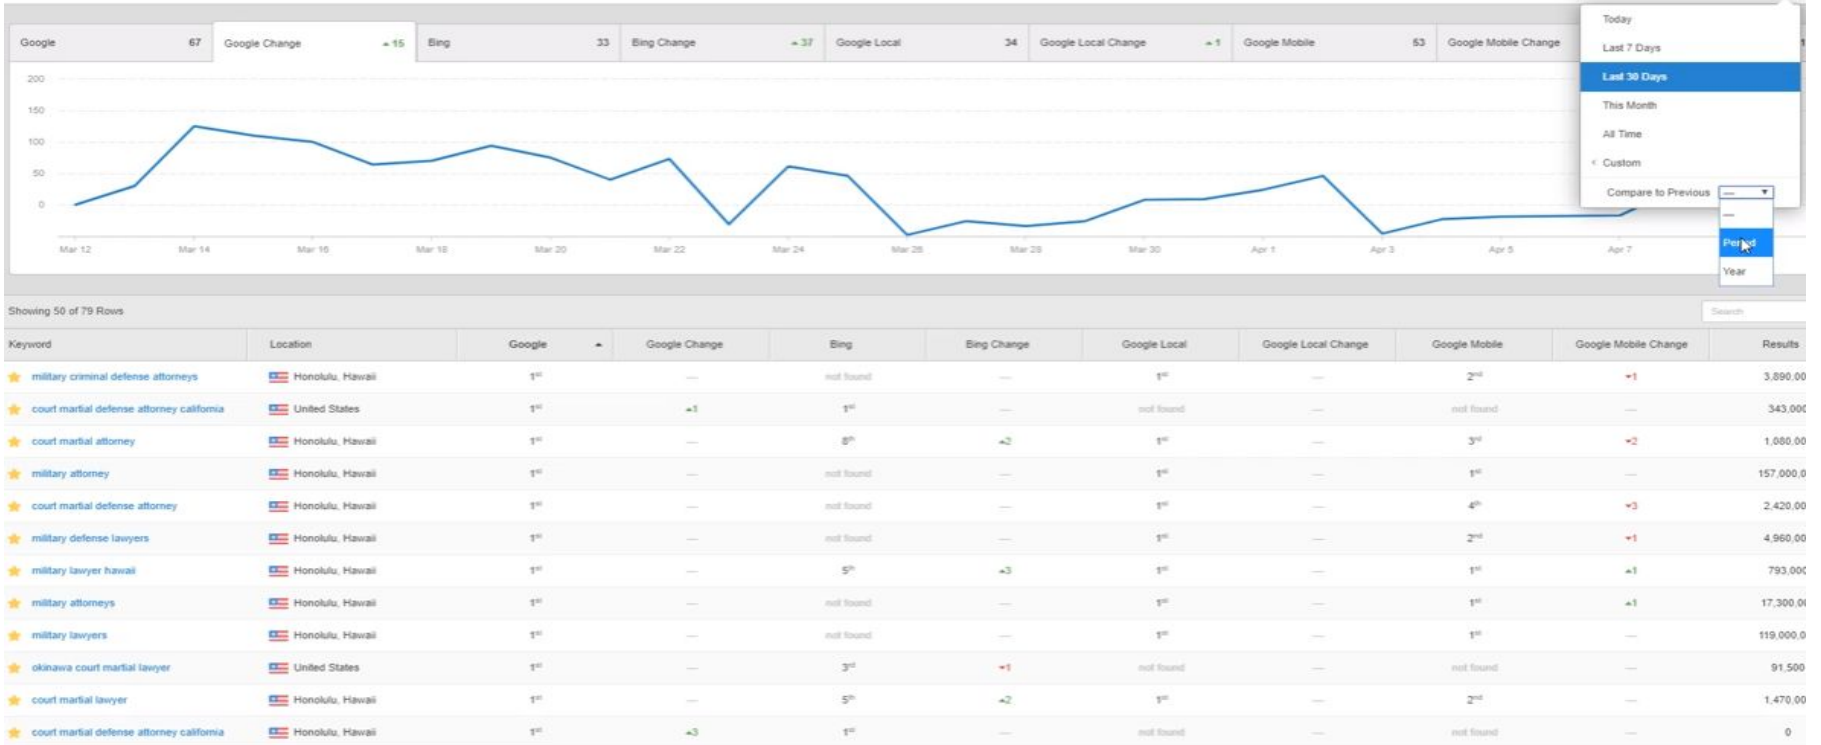 Today
Google 67 Google Change 15 Bing 33 Bing Change 37 Google Local 34 Google Local Change 1 Google Mobile 53 Google Mobile Change
Last 7 Days
Last 30 Days
This Month
All Time
Custom
Compare to Previous —
—
Period
Year
200
150
100
50
0
Mar 12 Mar 14 Mar 16 Mar 18 Mar 20 Mar 22 Mar 24 Mar 26 Mar 28 Mar 30 Apr 1 Apr 3 Apr 5 Apr 7
Showing 50 of 79 Rows Search
Keyword Location Google Google Change Bing Bing Change Google Local Google Local Change Google Mobile Google Mobile Change Results
military criminal defense attorneys Honolulu, Hawaii 1st — not found — 1st — 2nd 1 3,890,00
court martial defense attorney california United States 1st 1 1st — not found — not found — 343,000
court martial attorney Honolulu, Hawaii 1st — 8th 2 1st — 3rd 2 1,080,00
military attorney Honolulu, Hawaii 1st — not found — 1st — 1st — 157,000,0
court martial defense attorney Honolulu, Hawaii 1st — not found — 1st — 4th 3 2,420,00
military defense lawyers Honolulu, Hawaii 1st — not found — 1st — 2nd 1 4,960,00
military lawyer hawaii Honolulu, Hawaii 1st — 5th 3 1st — 1st 1 793,000
military attorneys Honolulu, Hawaii 1st — not found — 1st — 1st 1 17,300,0
military lawyers Honolulu, Hawaii 1st — not found — 1st — 1st — 119,000,0
okinawa court martial lawyer United States 1st — 3rd 1 not found — not found — 91,500
court martial lawyer Honolulu, Hawaii 1st — 5th 2 1st — 2nd — 1,470,00
court martial defense attorney california Honolulu, Hawaii 1st 3 1st — not found — not found — 0